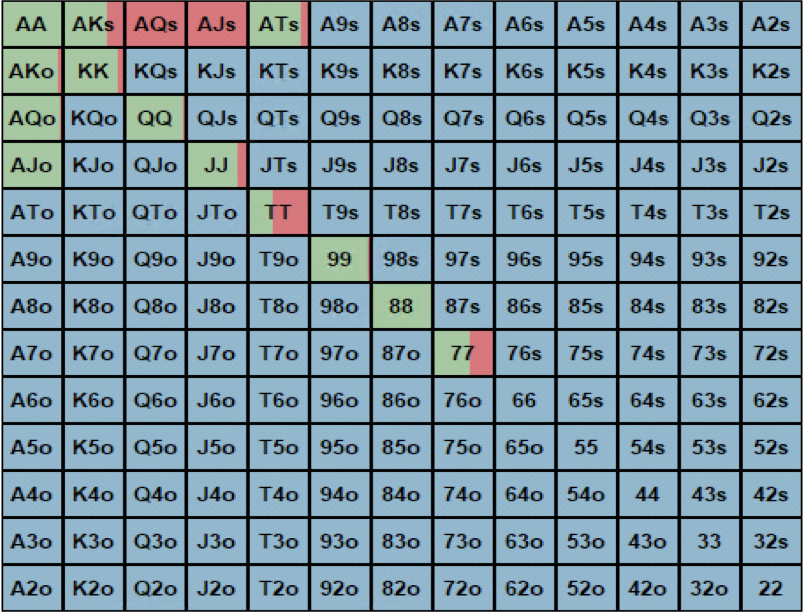 AA AKs AQs AJs ATs A9s A8s A7s A6s A5s A4s A3s A2s
AKo KK KQs KJs KTs K9s K8s K7s K6s K5s K4s K3s K2s
AQo KQo QQ QJs QTs Q9s Q8s Q7s Q6s Q5s Q4s Q3s Q2s
AJo KJo QJo JJ JTs J9s J8s J7s J6s J5s J4s J3s J2s
ATo KTo QTo JTo TT T9s T8s T7s T6s T5s T4s T3s T2s
A9o K9o Q9o J9o T9o 99 98s 97s 96s 95s 94s 93s 92s
A8o K8o Q8o J8o T8o 98o 88 87s 86s 85s 84s 83s 82s
A7o K7o Q7o J7o T7o 97o 87o 77 76s 75s 74s 73s 72s
A6o K6o Q6o J6o T6o 96o 86o 76o 66 65s 64s 63s 62s
A5o K5o Q5o J5o T5o 95o 85o 75o 65o 55 54s 53s 52s
A4o K4o Q4o J4o T4o 94o 84o 74o 64o 54o 44 43s 42s
A3o K3o Q3o J3o T3o 93o 83o 73o 63o 53o 43o 33 32s
A2o K2o Q2o J2o T2o 92o 82o 72o 62o 52o 42o 32o 22